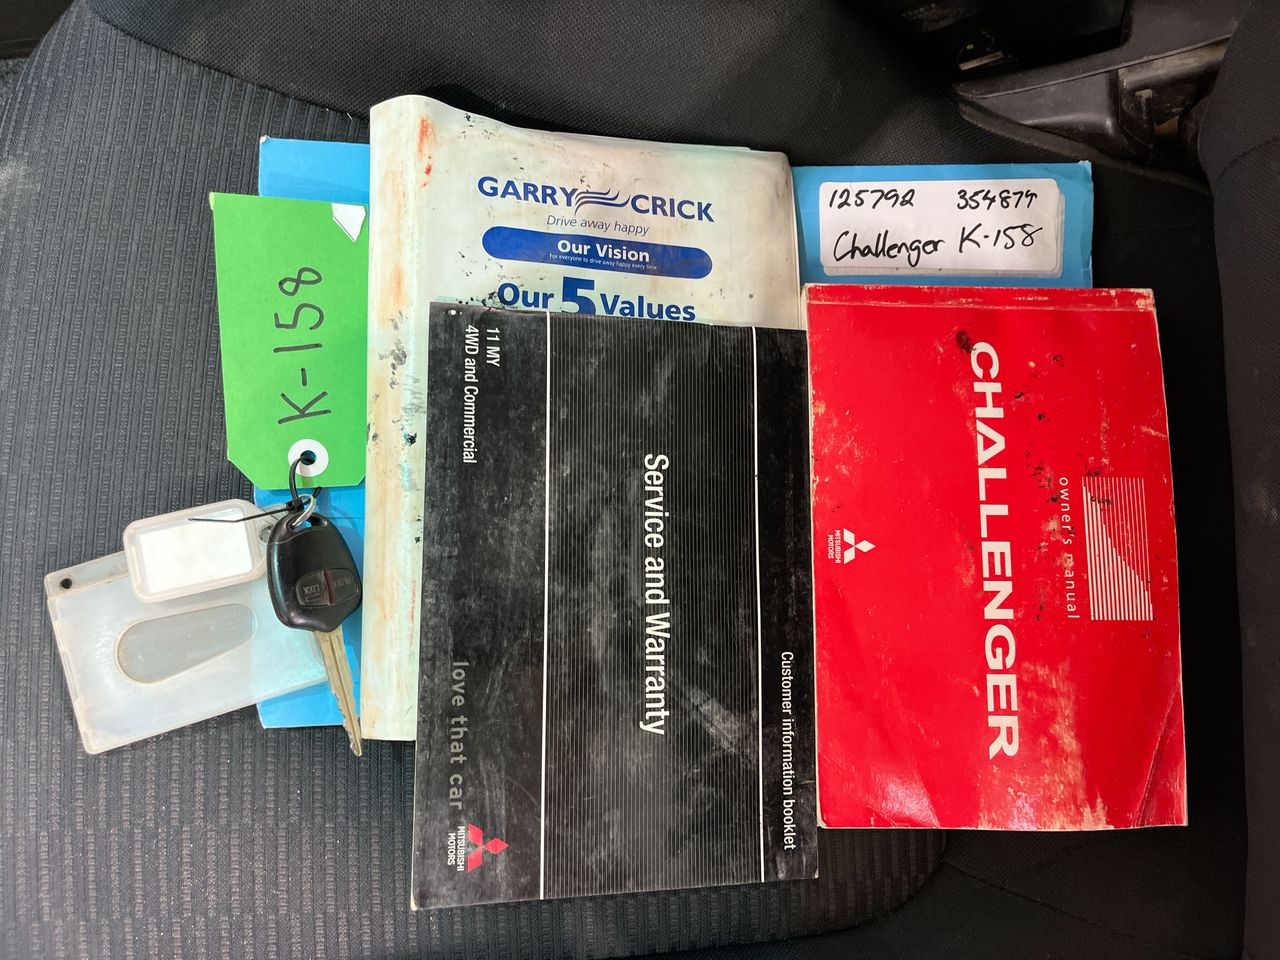 GARRY CRICK
Drive away happy
Our Vision
For everyone to drive away happy every time
Our 5 Values
125792 354879
Challenger K-158
K-158
LOCK
11 MY
4WD and Commercial
Service and Warranty
Customer information booklet
love that car
MITSUBISHI
MOTORS
CHALLENGER
owner's manual
MITSUBISHI
MOTORS